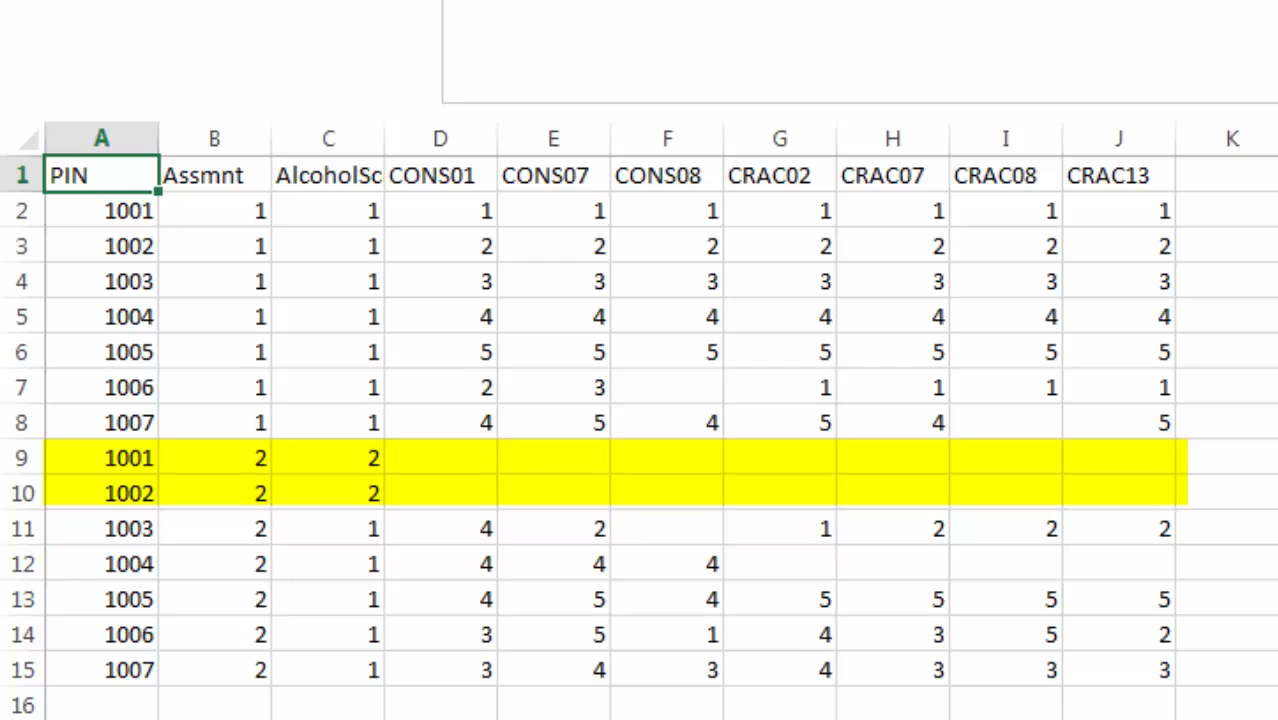 A B C D E F G H I J K
1 PIN Assmnt AlcoholSc CONS01 CONS07 CONS08 CRAC02 CRAC07 CRAC08 CRAC13
2 1001 1 1 1 1 1 1 1 1 1
3 1002 1 1 2 2 2 2 2 2 2
4 1003 1 1 3 3 3 3 3 3 3
5 1004 1 1 4 4 4 4 4 4 4
6 1005 1 1 5 5 5 5 5 5 5
7 1006 1 1 2 3 1 1 1 1
8 1007 1 1 4 5 4 5 4 5
9 1001 2 2
10 1002 2 2
11 1003 2 1 4 2 1 2 2 2
12 1004 2 1 4 4 4
13 1005 2 1 4 5 4 5 5 5 5
14 1006 2 1 3 5 1 4 3 5 2
15 1007 2 1 3 4 3 4 3 3 3
16